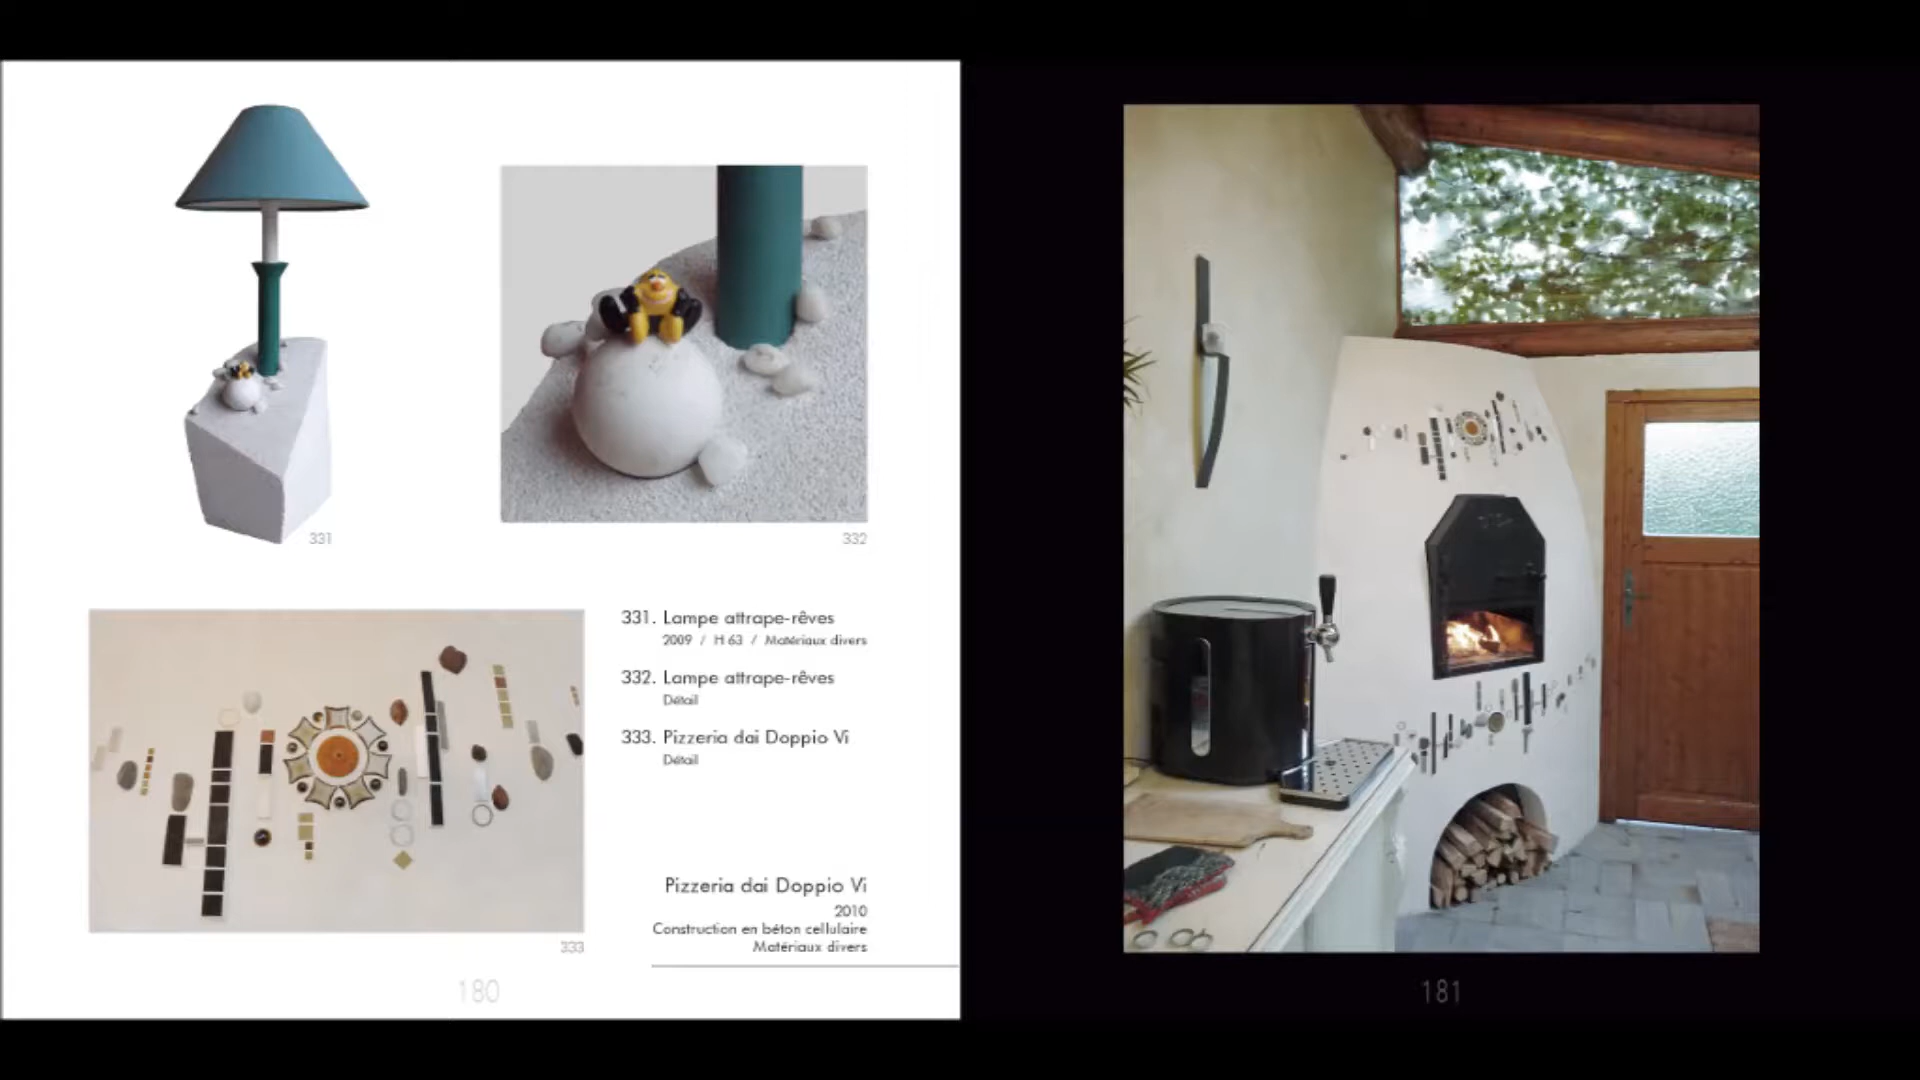 331
332
333
331. Lampe attrape-rêves
2009 / H 63 / Matériaux divers
332. Lampe attrape-rêves
Détail
333. Pizzeria dai Doppio Vi
Détail
Pizzeria dai Doppio Vi
2010
Construction en béton cellulaire
Matériaux divers
180
181